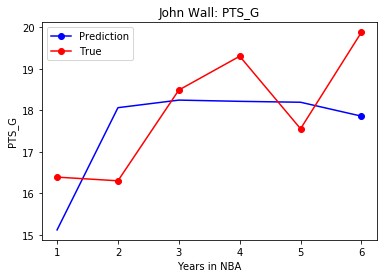 John Wall: PTS_G
Prediction
True
PTS_G
20
19
18
17
16
15
1 2 3 4 5 6
Years in NBA